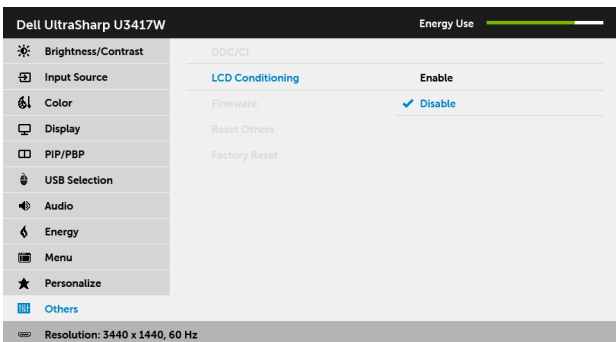 Dell UltraSharp U3417W
Energy Use
Brightness/Contrast
DDC/CI
Input Source
LCD Conditioning
Enable
Color
Firmware
Disable
Display
Reset Others
PIP/PBP
Factory Reset
USB Selection
Audio
Energy
Menu
Personalize
Others
Resolution: 3440 x 1440, 60 Hz